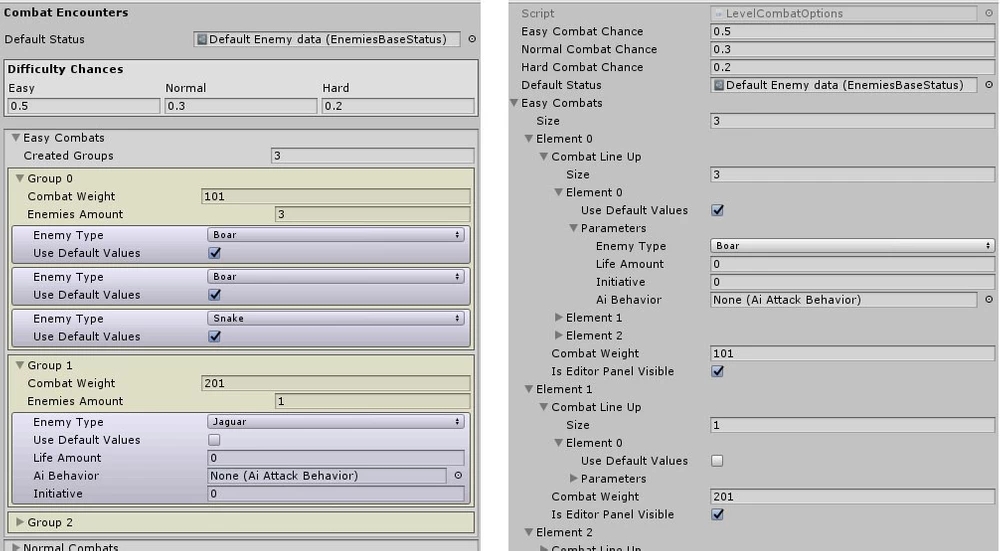 Combat Encounters
Default Status Default Enemy data (EnemiesBaseStatus)
Difficulty Chances
Easy Normal Hard
0.5 0.3 0.2
Easy Combats
Created Groups 3
Group 0
Combat Weight 101
Enemies Amount 3
Enemy Type Boar
Use Default Values
Enemy Type Boar
Use Default Values
Enemy Type Snake
Use Default Values
Group 1
Combat Weight 201
Enemies Amount 1
Enemy Type Jaguar
Use Default Values
Life Amount 0
Ai Behavior None (Ai Attack Behavior)
Initiative 0
Group 2
Normal Combats
Script LevelCombatOptions
Easy Combat Chance 0.5
Normal Combat Chance 0.3
Hard Combat Chance 0.2
Default Status Default Enemy data (EnemiesBaseStatus)
Easy Combats
Size 3
Element 0
Combat Line Up
Size 3
Element 0
Use Default Values
Parameters
Enemy Type Boar
Life Amount 0
Initiative 0
Ai Behavior None (Ai Attack Behavior)
Element 1
Element 2
Combat Weight 101
Is Editor Panel Visible
Element 1
Combat Line Up
Size 1
Element 0
Use Default Values
Parameters
Combat Weight 201
Is Editor Panel Visible
Element 2
Combat Line Up